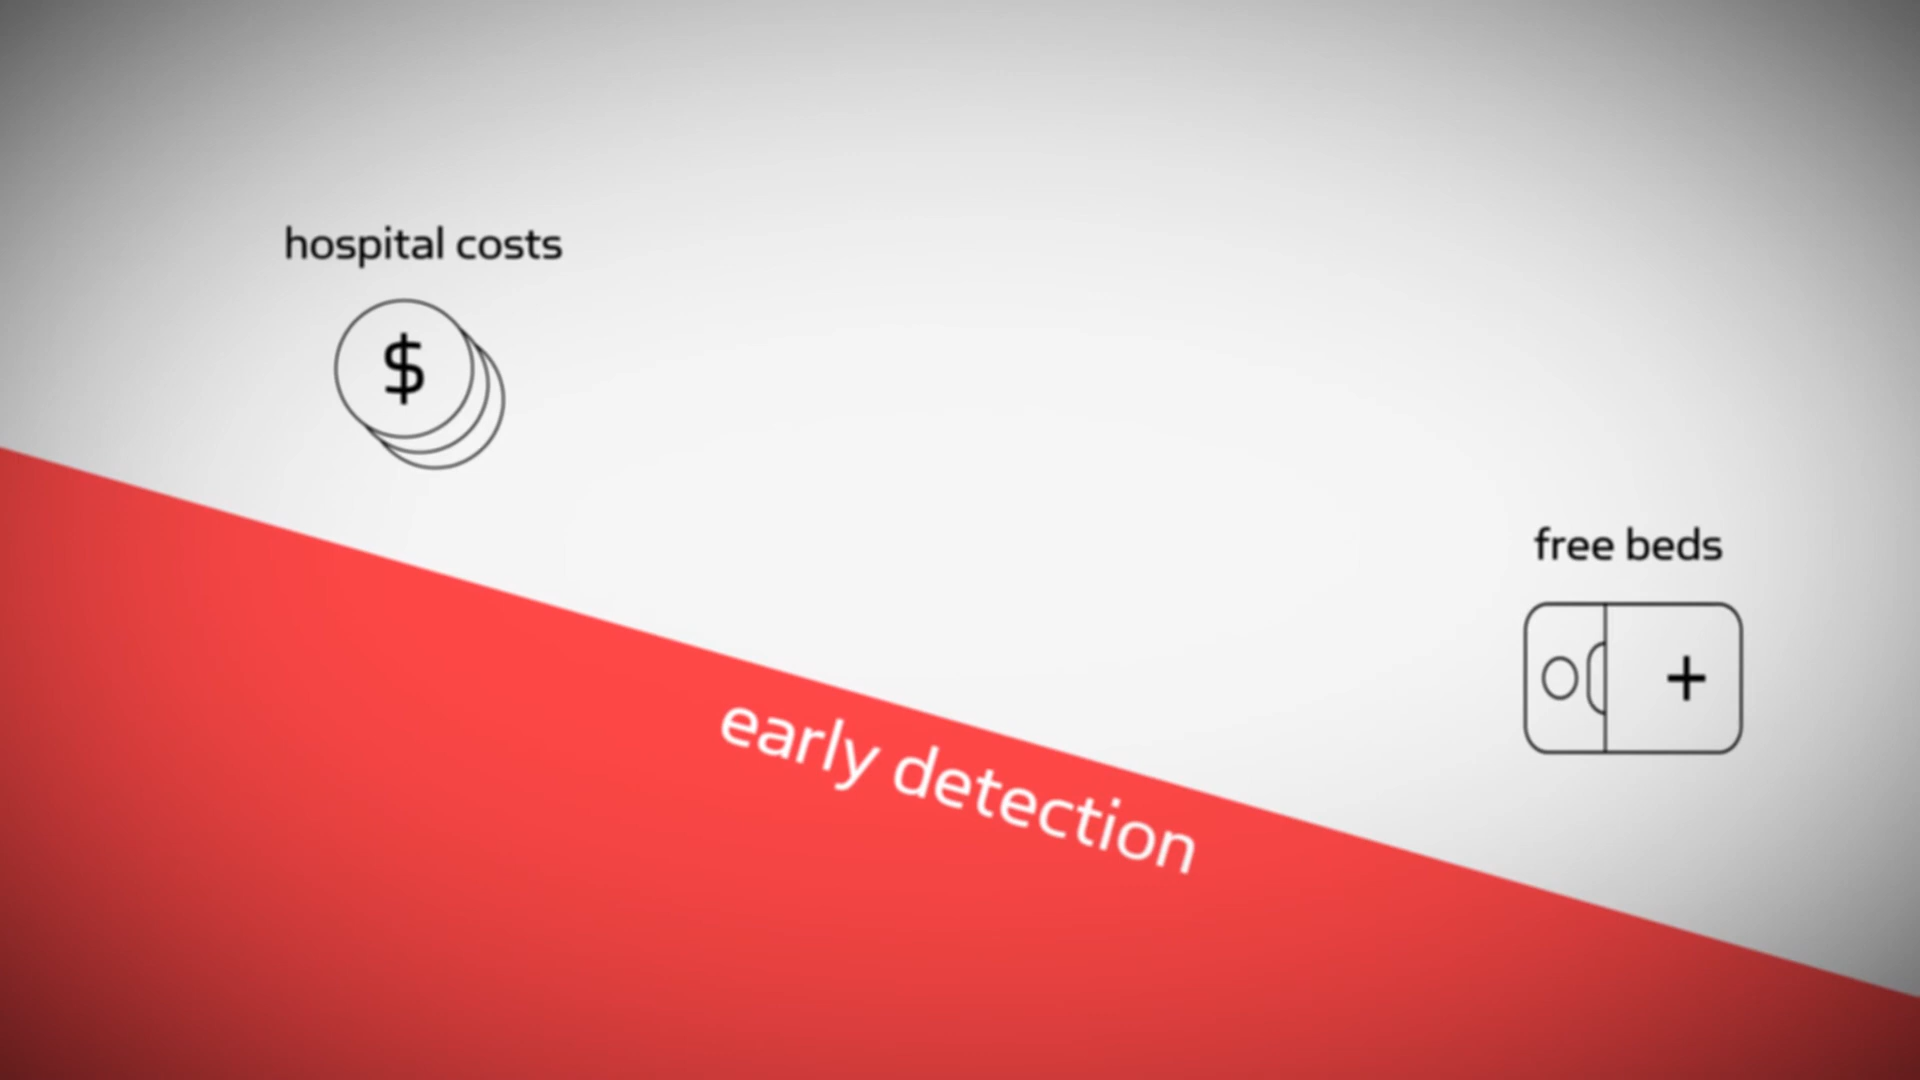 hospital costs
$
free beds
+
early detection